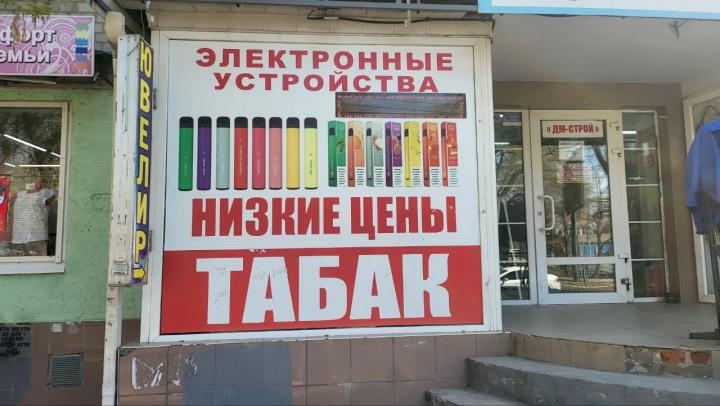 форт
емьи
ЮВЕЛИР
ЭЛЕКТРОННЫЕ
УСТРОЙСТВА
НИЗКИЕ ЦЕНЫ
ТАБАК
« ДМ-СТРОЙ »